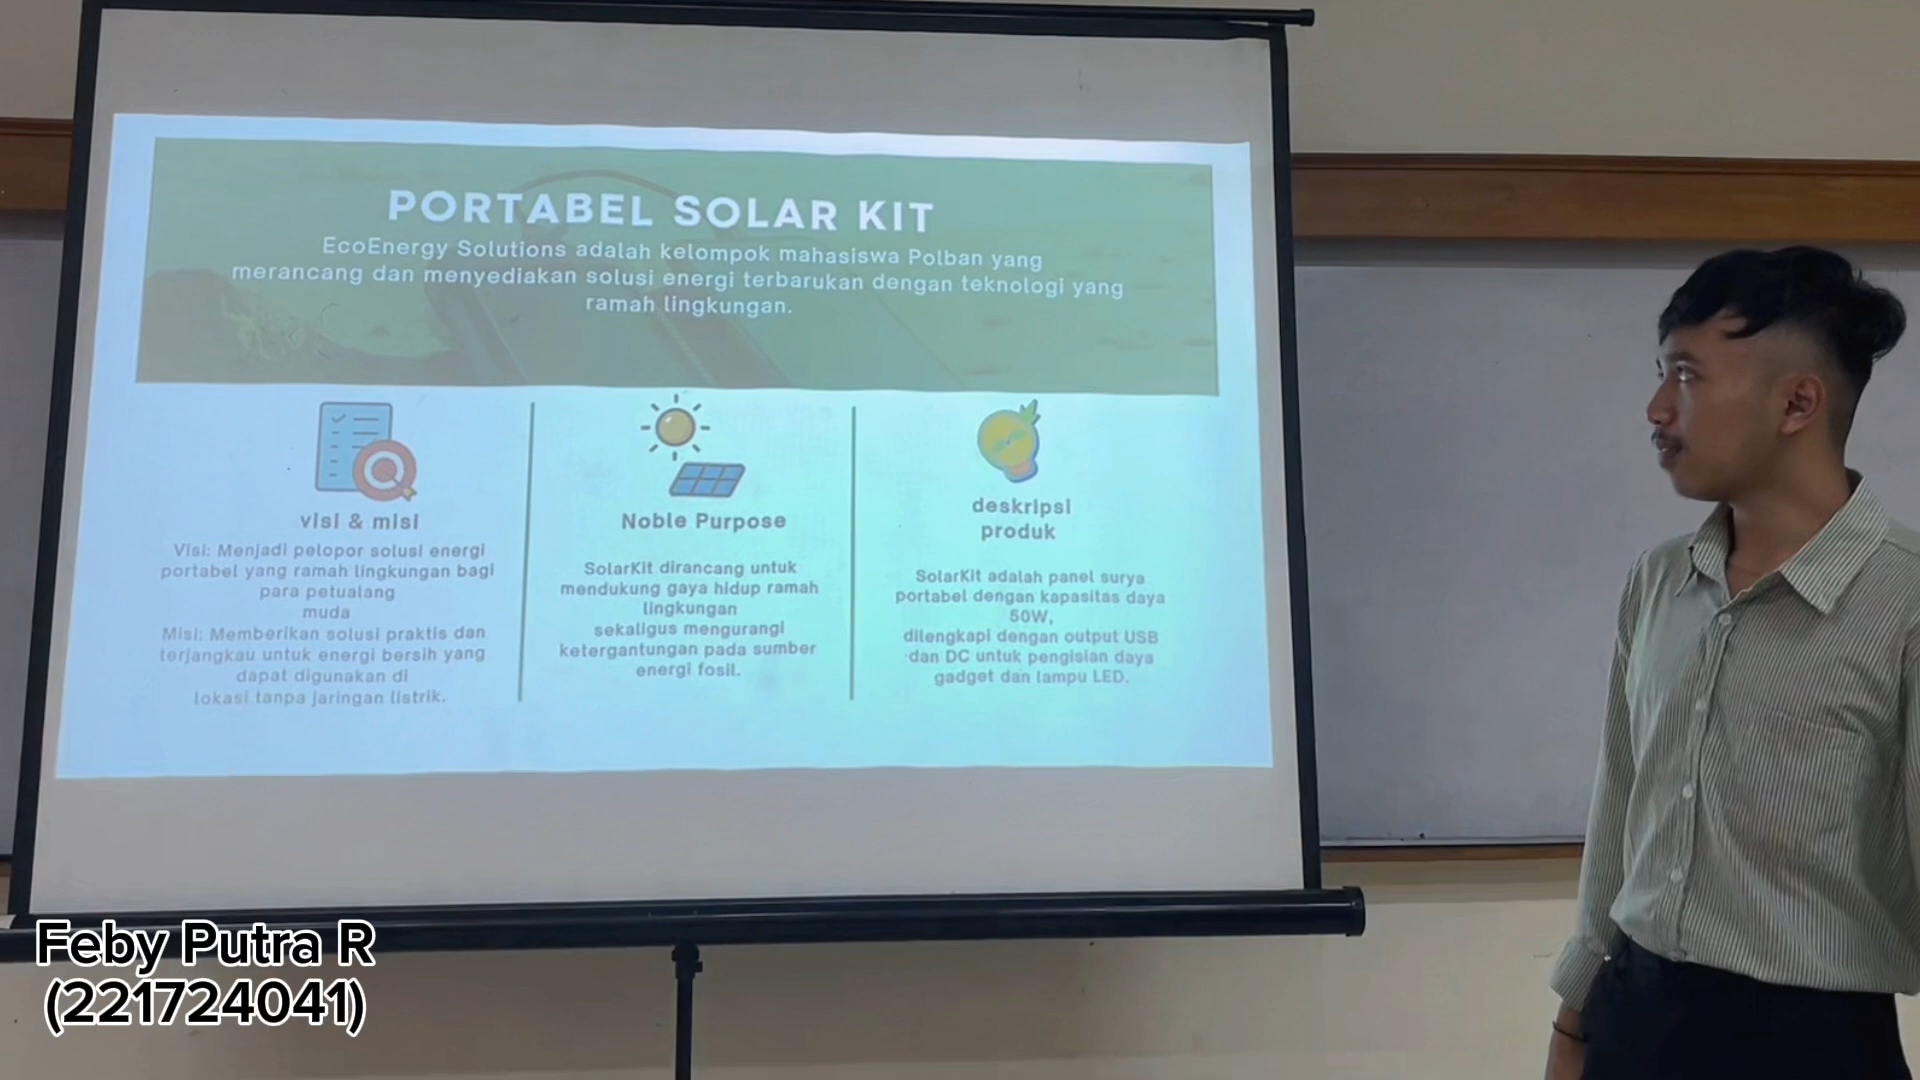 PORTABEL SOLAR KIT
EcoEnergy Solutions adalah kelompok mahasiswa Polban yang
merancang dan menyediakan solusi energi terbarukan dengan teknologi yang
ramah lingkungan.
visi & misi
Visi: Menjadi pelopor solusi energi
portabel yang ramah lingkungan bagi
para petualang
muda
Misi: Memberikan solusi praktis dan
terjangkau untuk energi bersih yang
dapat digunakan di
lokasi tanpa jaringan listrik.
Noble Purpose
SolarKit dirancang untuk
mendukung gaya hidup ramah
lingkungan
sekaligus mengurangi
ketergantungan pada sumber
energi fosil.
deskripsi
produk
SolarKit adalah panel surya
portabel dengan kapasitas daya
50W,
dilengkapi dengan output USB
dan DC untuk pengisian daya
gadget dan lampu LED.
Feby Putra R
(221724041)